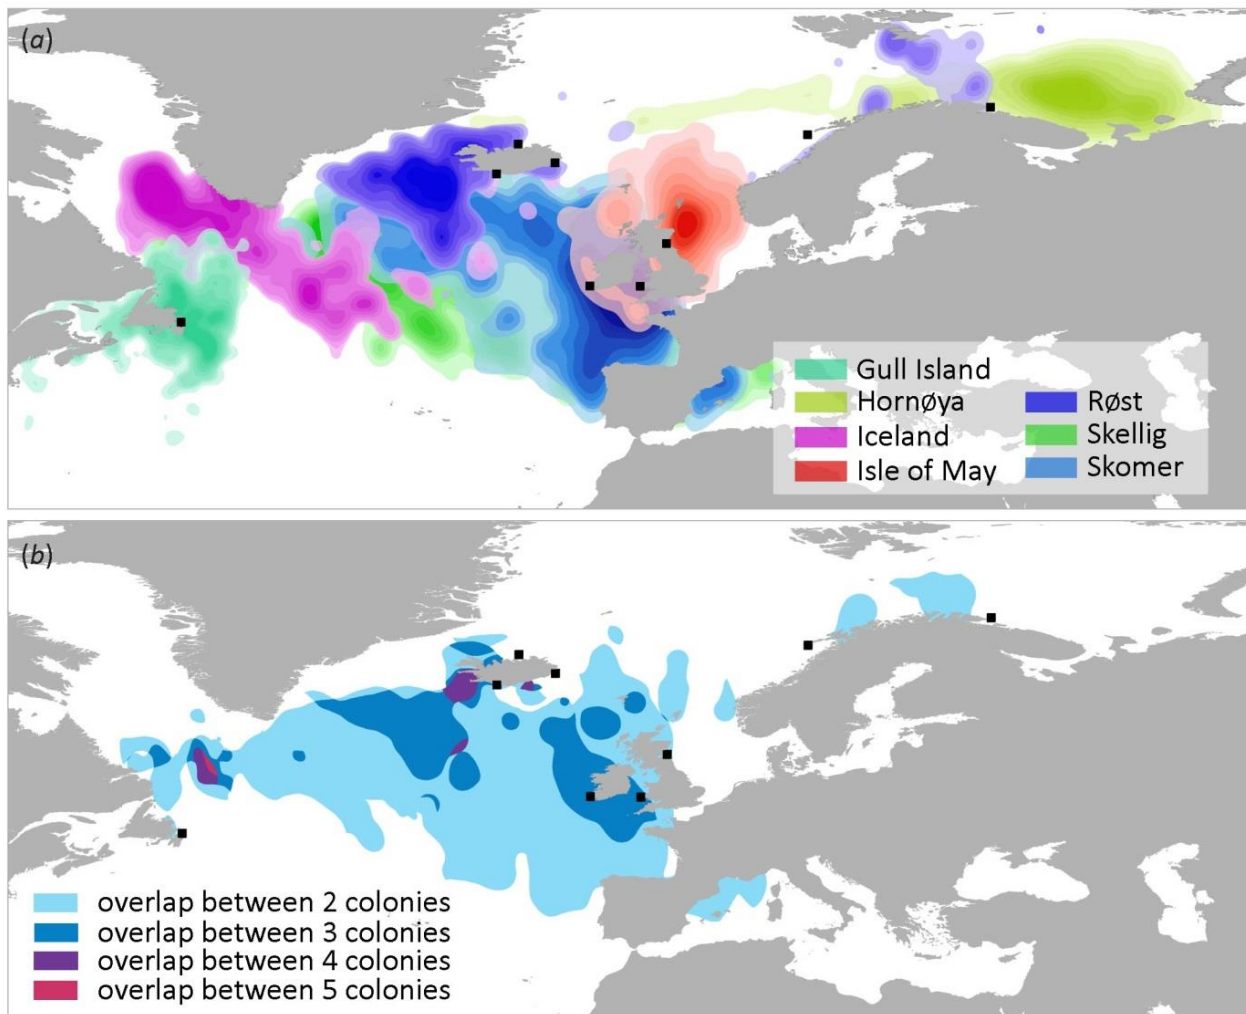 (a)
Gull Island
Hornøya
Røst
Iceland
Skellig
Isle of May
Skomer
(b)
overlap between 2 colonies
overlap between 3 colonies
overlap between 4 colonies
overlap between 5 colonies